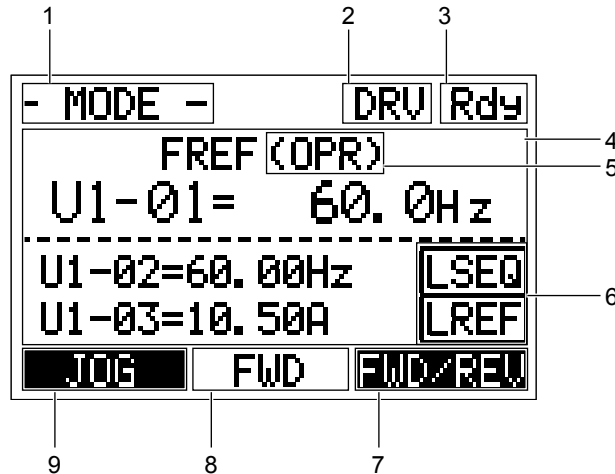 1 2 3
- MODE - DRV Rdy
4
FREF (OPR)
5
U1-01= 60.0Hz
U1-02=60.00Hz LSEQ
6
U1-03=10.50A LREF
JOG FWD FWD/REV
9 8 7